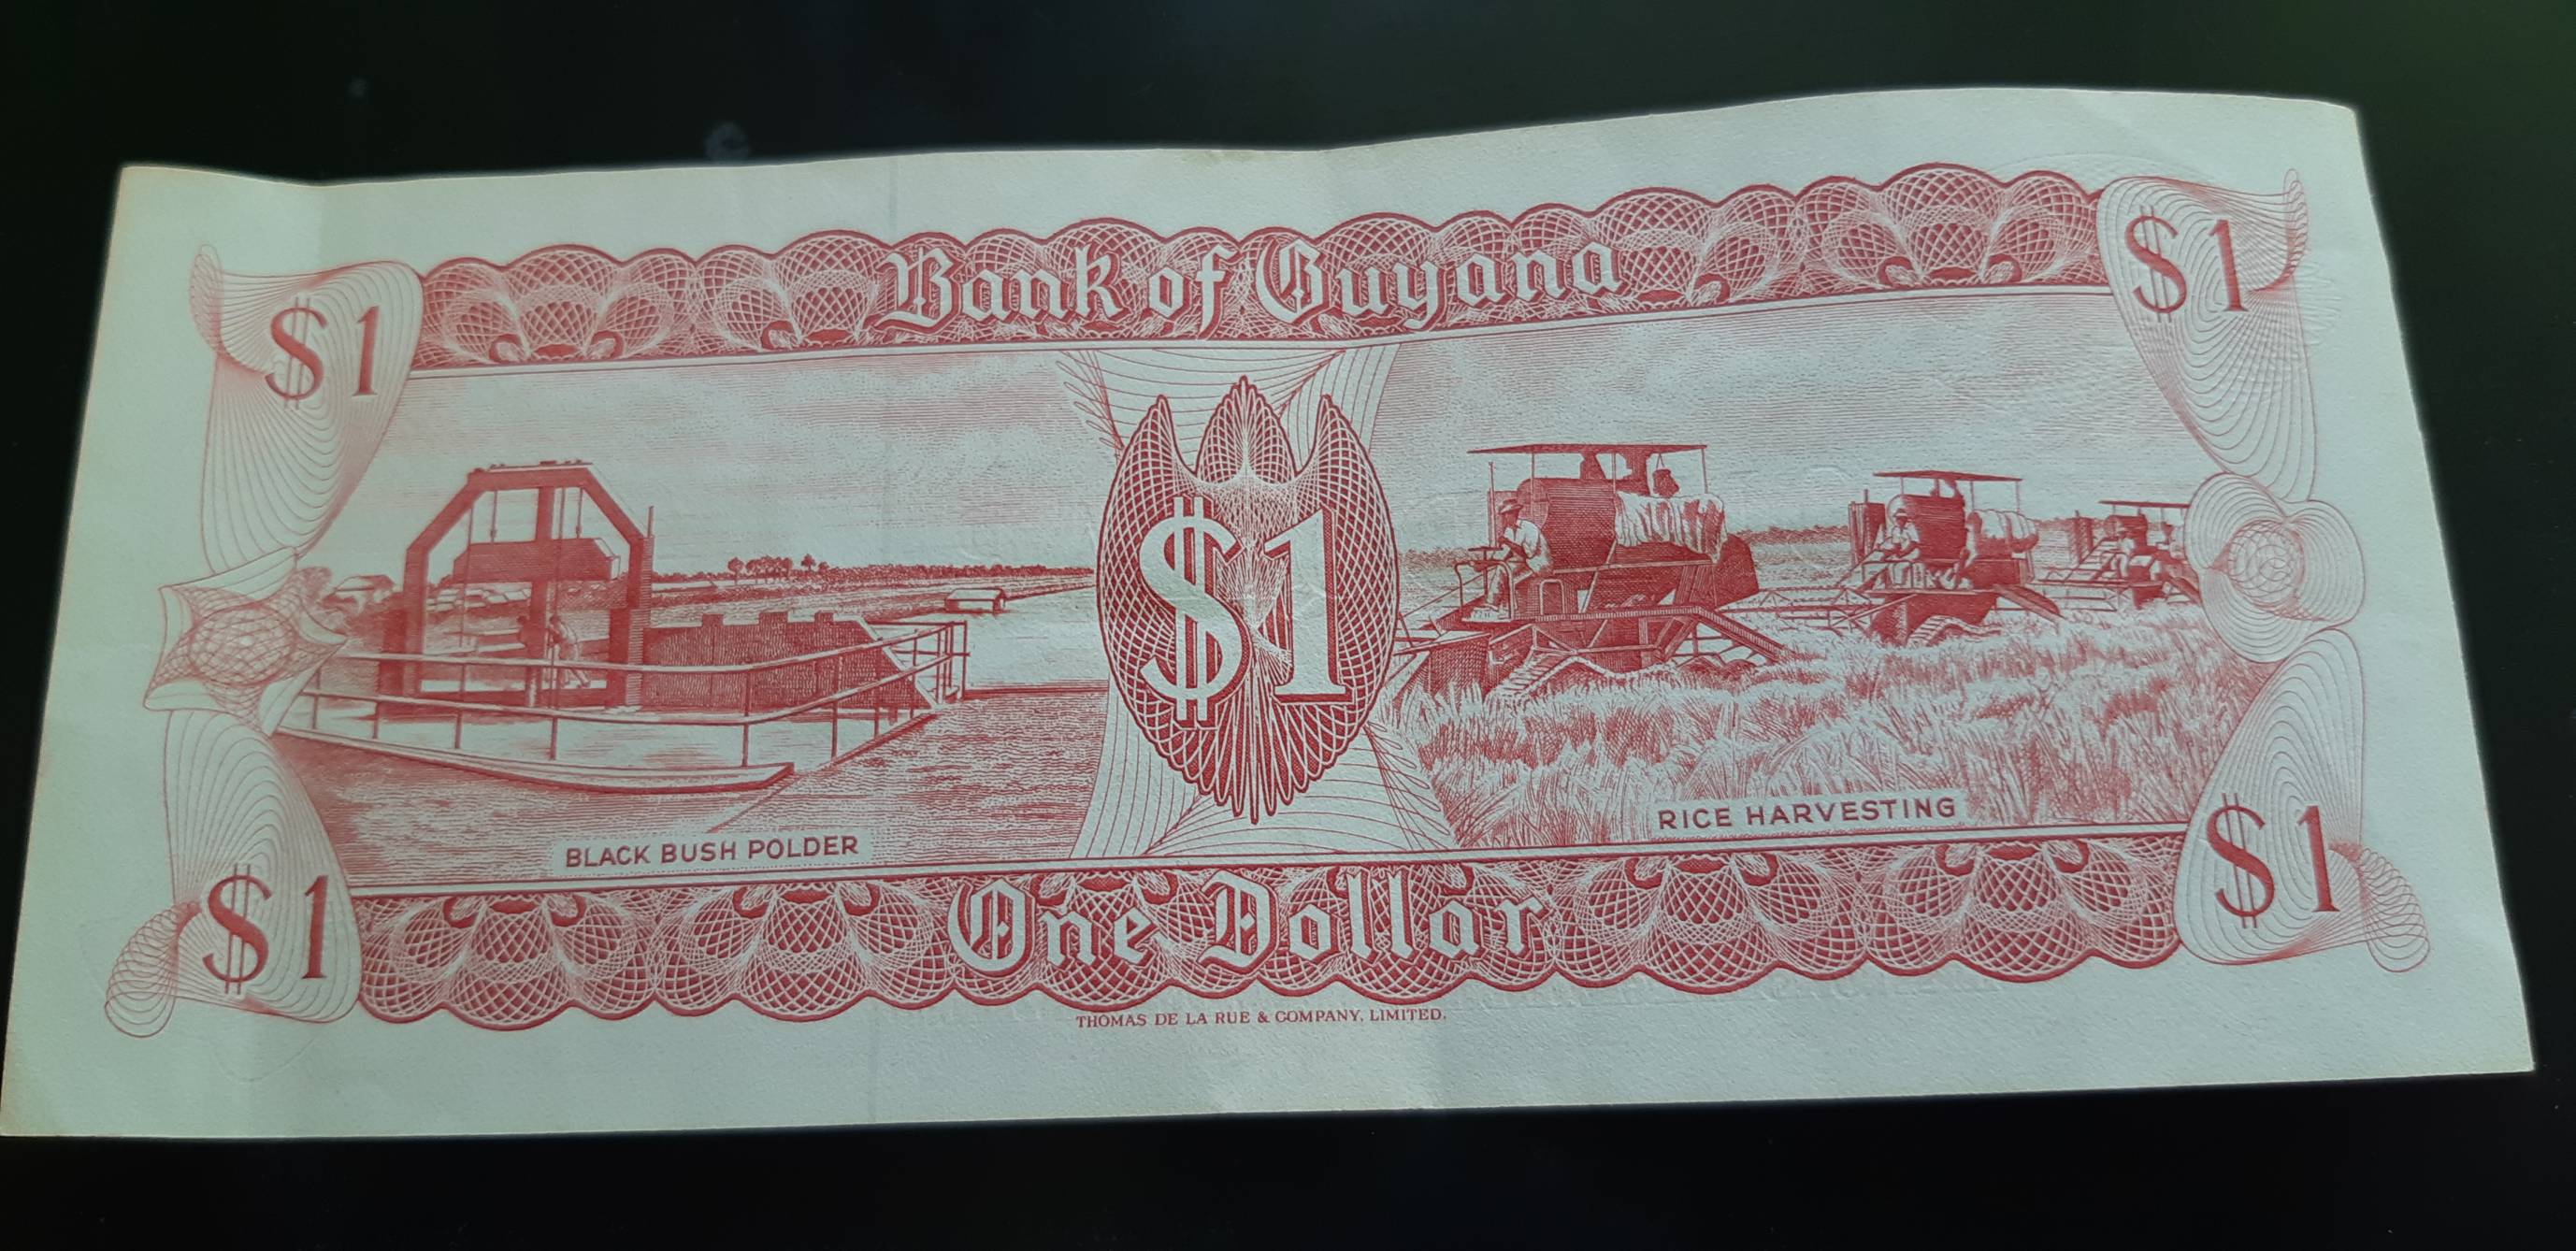 Bank of Guyana
$1
$1
$1
BLACK BUSH POLDER
RICE HARVESTING
$1
One Dollar
$1
THOMAS DE LA RUE & COMPANY, LIMITED.